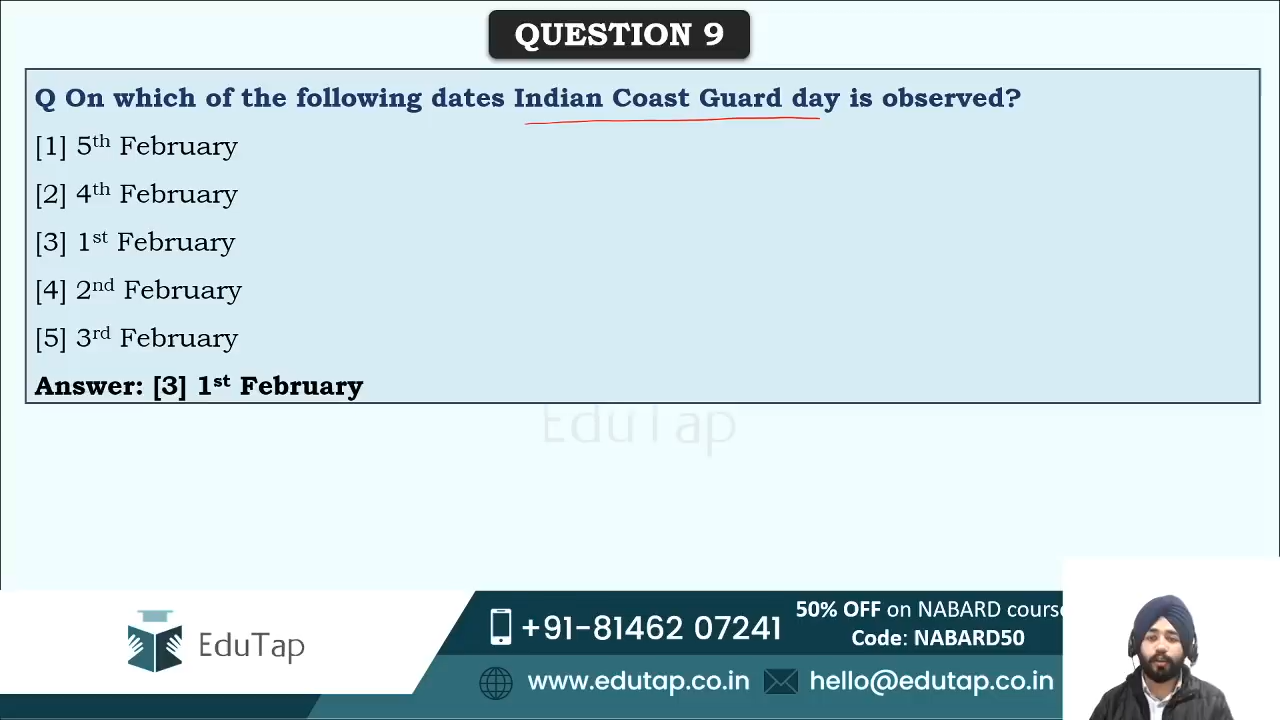 QUESTION 9
Q On which of the following dates Indian Coast Guard day is observed?
[1] 5th February
[2] 4th February
[3] 1st February
[4] 2nd February
[5] 3rd February
Answer: [3] 1st February
EduTap
EduTap
+91-81462 07241
50% OFF on NABARD course
Code: NABARD50
www.edutap.co.in
hello@edutap.co.in